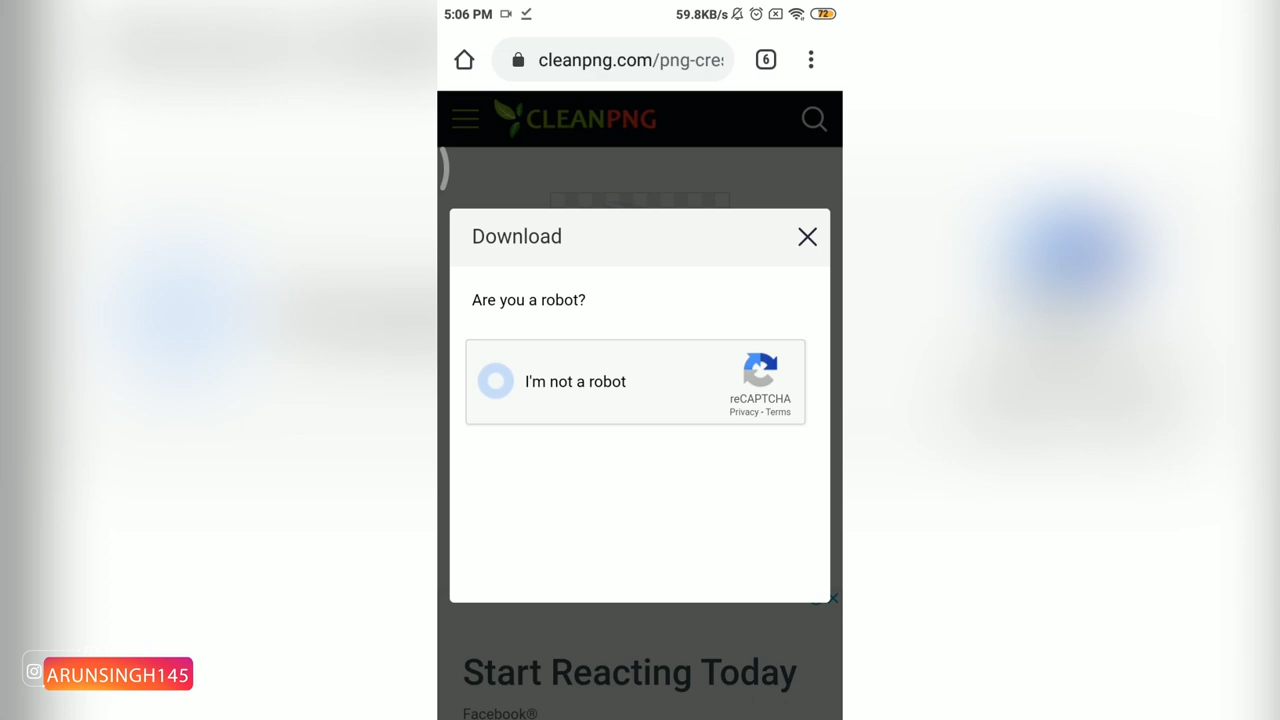 5:06 PM 59.8KB/s 72
cleanpng.com/png-cres
6
CLEANPNG
Download
Are you a robot?
I'm not a robot
reCAPTCHA
Privacy - Terms
Start Reacting Today
Facebook®
ARUNSINGH145